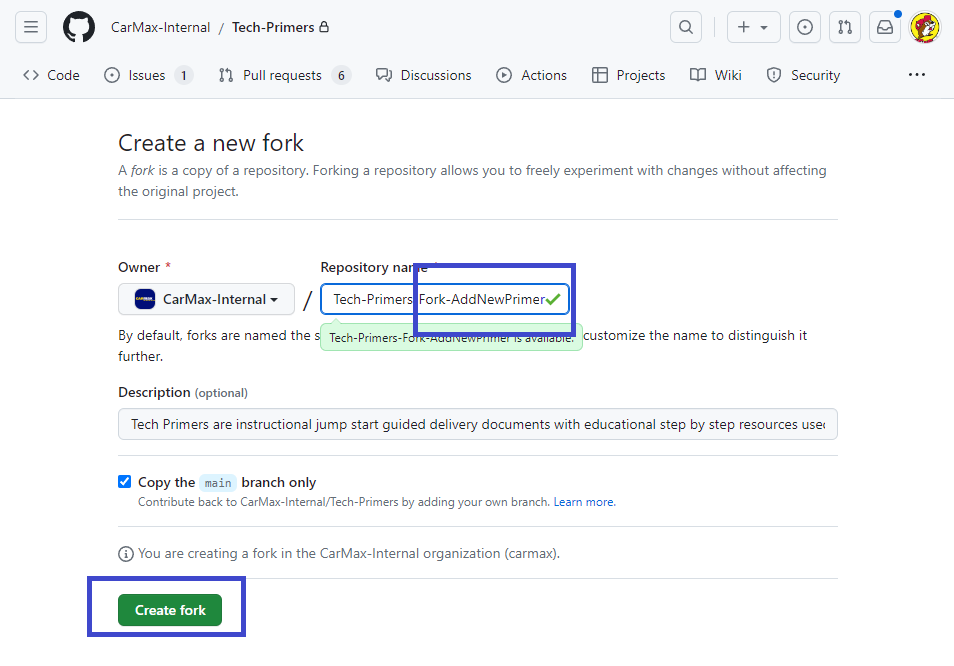 CarMax-Internal / Tech-Primers
Code Issues 1 Pull requests 6 Discussions Actions Projects Wiki Security
Create a new fork
A fork is a copy of a repository. Forking a repository allows you to freely experiment with changes without affecting
the original project.
Owner * Repository name
CarMax-Internal / Tech-Primers-Fork-AddNewPrimer
By default, forks are named the s customize the name to distinguish it
Tech-Primers-Fork-AddNewPrimer is available.
further.
Description (optional)
Tech Primers are instructional jump start guided delivery documents with educational step by step resources used
Copy the main branch only
Contribute back to CarMax-Internal/Tech-Primers by adding your own branch. Learn more.
You are creating a fork in the CarMax-Internal organization (carmax).
Create fork